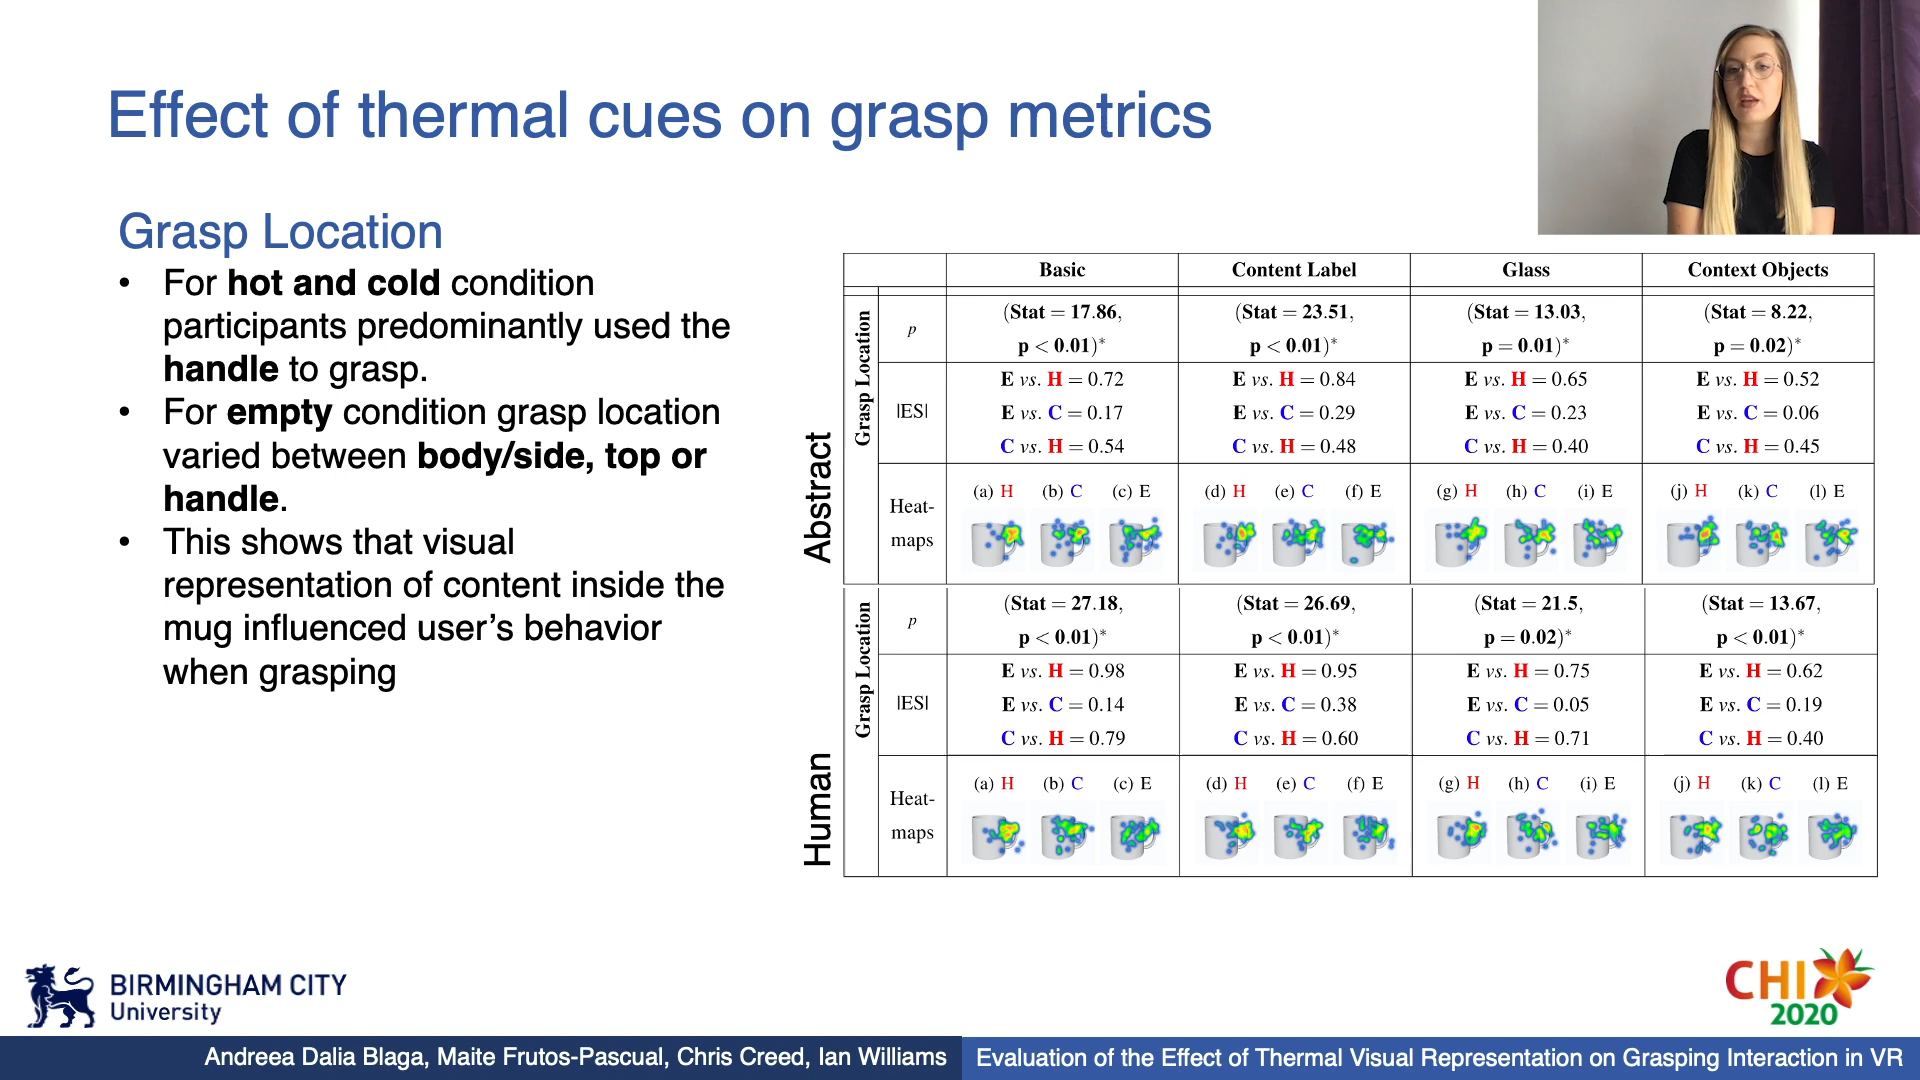 Effect of thermal cues on grasp metrics
Grasp Location
• For hot and cold condition
participants predominantly used the
handle to grasp.
• For empty condition grasp location
varied between body/side, top or
handle.
• This shows that visual
representation of content inside the
mug influenced user's behavior
when grasping
Basic Content Label Glass Context Objects
Abstract
Grasp Location
p
(Stat = 17.86, (Stat = 23.51, (Stat = 13.03, (Stat = 8.22,
p < 0.01)* p < 0.01)* p = 0.01)* p = 0.02)*
|ES|
E vs. H = 0.72 E vs. H = 0.84 E vs. H = 0.65 E vs. H = 0.52
E vs. C = 0.17 E vs. C = 0.29 E vs. C = 0.23 E vs. C = 0.06
C vs. H = 0.54 C vs. H = 0.48 C vs. H = 0.40 C vs. H = 0.45
Heat-
maps
(a) H (b) C (c) E (d) H (e) C (f) E (g) H (h) C (i) E (j) H (k) C (l) E
Human
Grasp Location
p
(Stat = 27.18, (Stat = 26.69, (Stat = 21.5, (Stat = 13.67,
p < 0.01)* p < 0.01)* p = 0.02)* p < 0.01)*
|ES|
E vs. H = 0.98 E vs. H = 0.95 E vs. H = 0.75 E vs. H = 0.62
E vs. C = 0.14 E vs. C = 0.38 E vs. C = 0.05 E vs. C = 0.19
C vs. H = 0.79 C vs. H = 0.60 C vs. H = 0.71 C vs. H = 0.40
Heat-
maps
(a) H (b) C (c) E (d) H (e) C (f) E (g) H (h) C (i) E (j) H (k) C (l) E
BIRMINGHAM CITY
University
CHI
2020
Andreea Dalia Blaga, Maite Frutos-Pascual, Chris Creed, Ian Williams
Evaluation of the Effect of Thermal Visual Representation on Grasping Interaction in VR